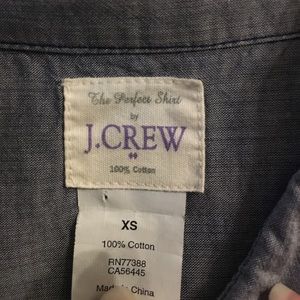 The Perfect Shirt
by
J.CREW
100% Cotton
XS
100% Cotton
RN77388
CA56445
Made in China